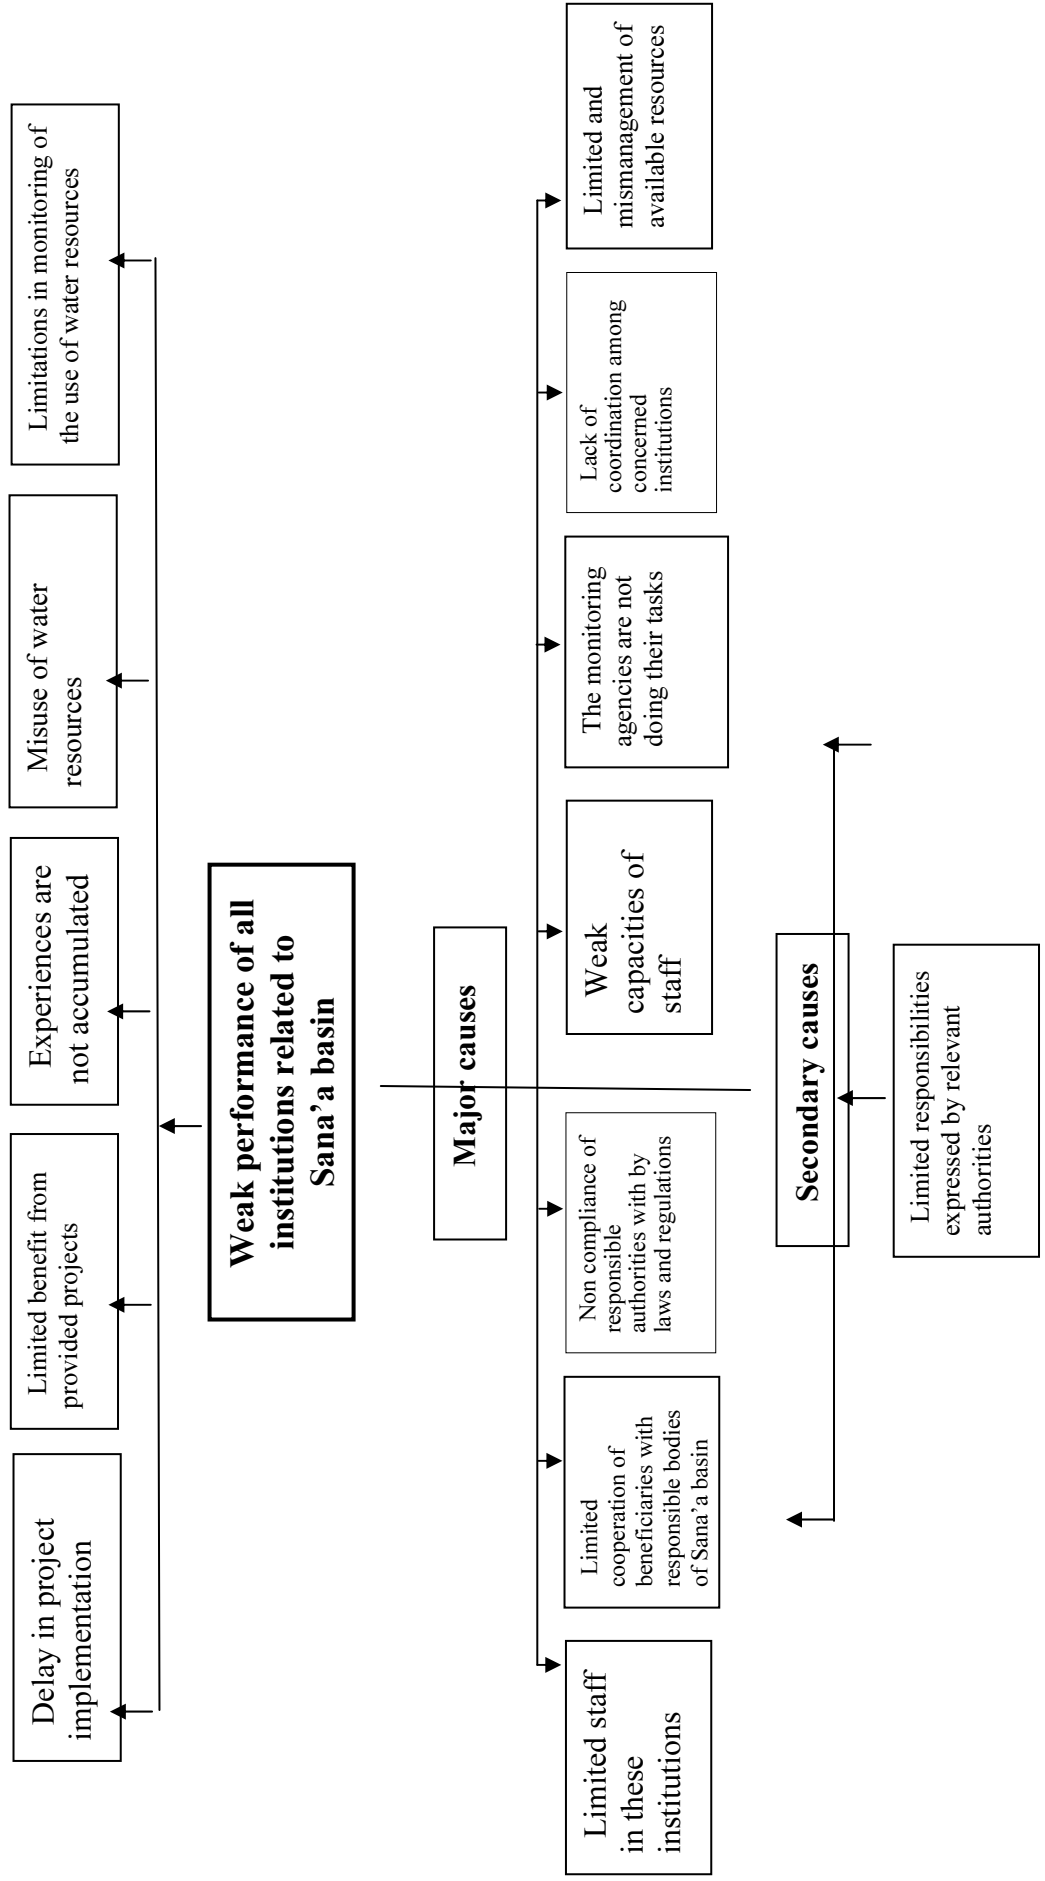 Delay in project
implementation
Limited benefit from
provided projects
Experiences are
not accumulated
Misuse of water
resources
Limitations in monitoring of
the use of water resources
Weak performance of all
institutions related to
Sana’a basin
Major causes
Limited staff
in these
institutions
Limited
cooperation of
beneficiaries with
responsible bodies
of Sana’a basin
Non compliance of
responsible
authorities with by
laws and regulations
Weak
capacities of
staff
The monitoring
agencies are not
doing their tasks
Lack of
coordination among
concerned
institutions
Limited and
mismanagement of
available resources
Secondary causes
Limited responsibilities
expressed by relevant
authorities